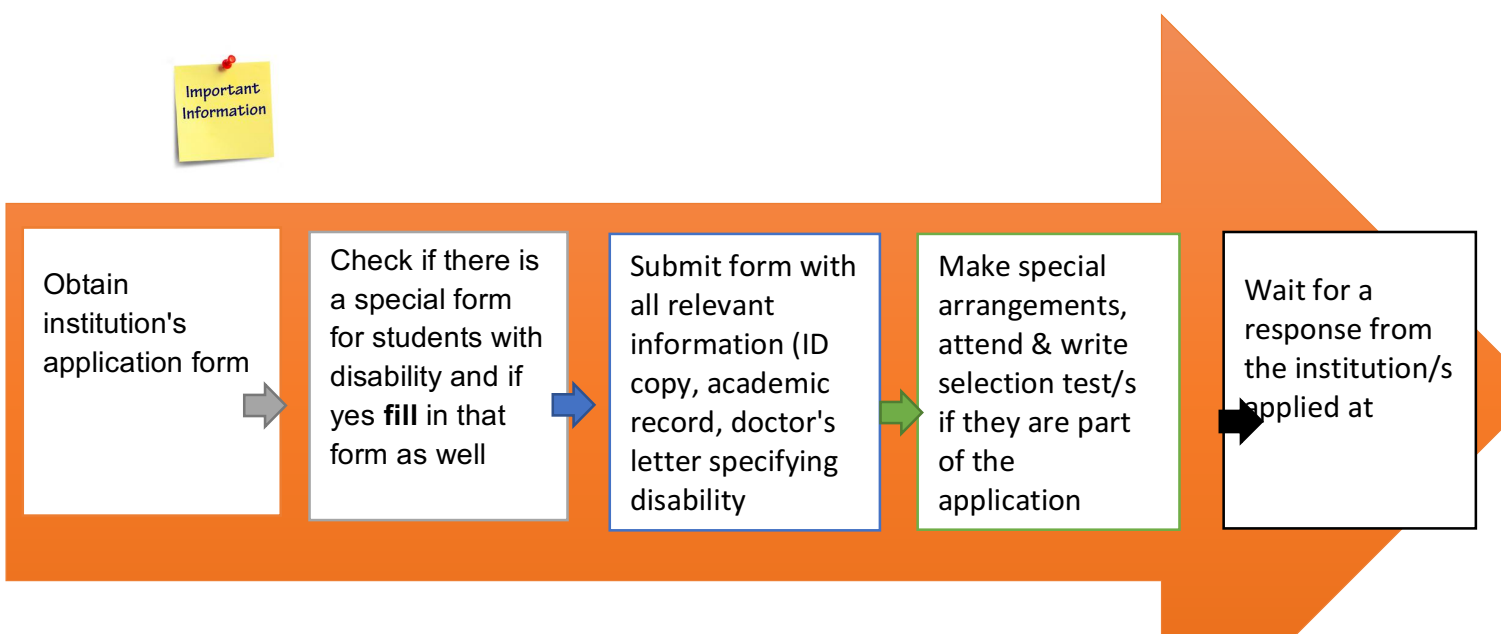 Important
Information
Obtain
institution's
application form
Check if there is
a special form
for students with
disability and if
yes fill in that
form as well
Submit form with
all relevant
information (ID
copy, academic
record, doctor's
letter specifying
disability
Make special
arrangements,
attend & write
selection test/s
if they are part
of the
application
Wait for a
response from
the institution/s
applied at